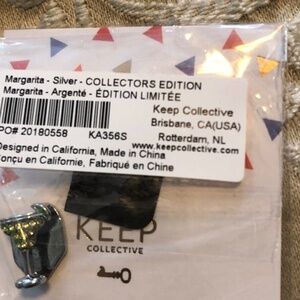 Margarita - Silver - COLLECTORS EDITION
Margarita - Argenté - ÉDITION LIMITÉE
Keep Collective
Brisbane, CA(USA)
PO# 20180558 KA356S Rotterdam, NL
www.keepcollective.com
Designed in California, Made in China
Conçu en Californie, Fabriqué en Chine
KEEP
COLLECTIVE